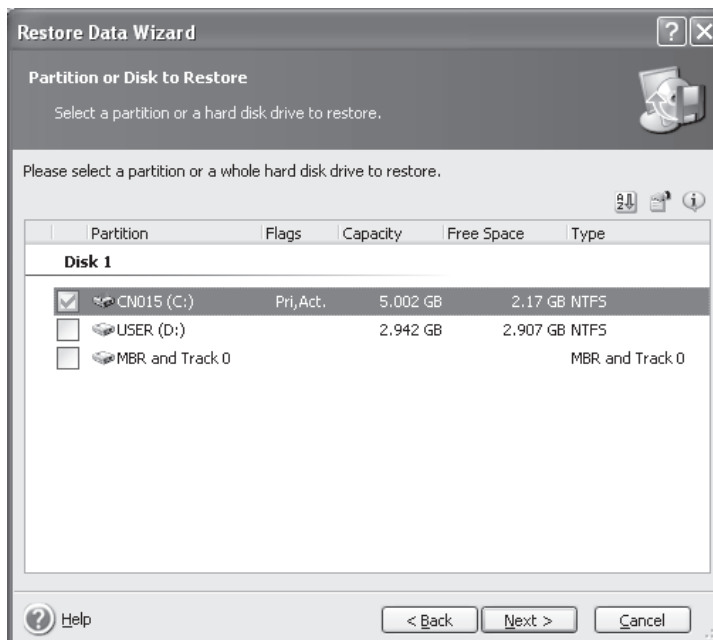 Restore Data Wizard
Partition or Disk to Restore
Select a partition or a hard disk drive to restore.
Please select a partition or a whole hard disk drive to restore.
Partition Flags Capacity Free Space Type
Disk 1
CN015 (C:) Pri,Act. 5.002 GB 2.17 GB NTFS
USER (D:) 2.942 GB 2.907 GB NTFS
MBR and Track 0 MBR and Track 0
Help < Back Next > Cancel